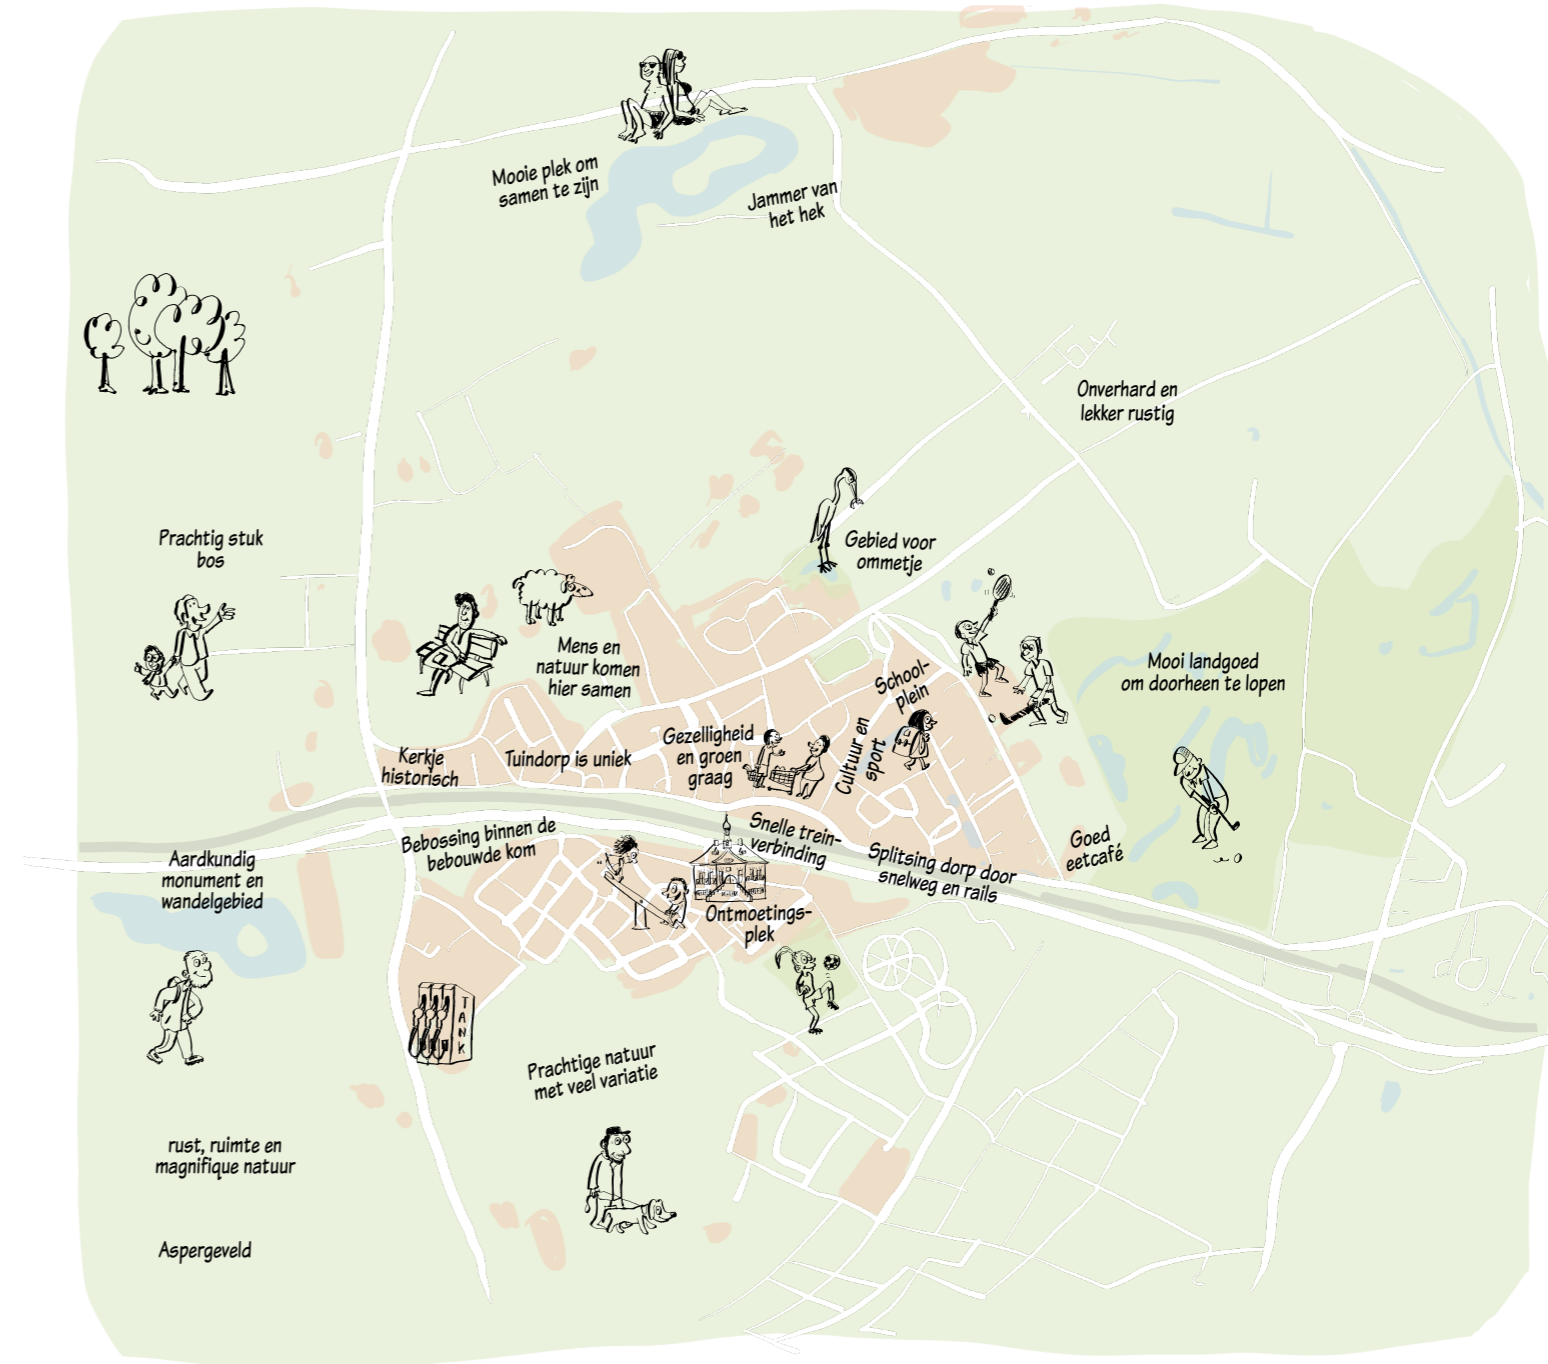 Mooie plek om
samen te zijn
Jammer van
het hek
Onverhard en
lekker rustig
Prachtig stuk
bos
Gebied voor
ommetje
Mens en
natuur komen
hier samen
School-
plein
Mooi landgoed
om doorheen te lopen
Kerkje
historisch
Tuindorp is uniek
Gezelligheid
en groen
graag
Cultuur en
sport
Bebossing binnen de
bebouwde kom
Snelle trein-
verbinding
Splitsing dorp door
snelweg en rails
Goed
eetcafé
Aardkundig
monument en
wandelgebied
Ontmoetings-
plek
TANK
Prachtige natuur
met veel variatie
rust, ruimte en
magnifique natuur
Aspergeveld